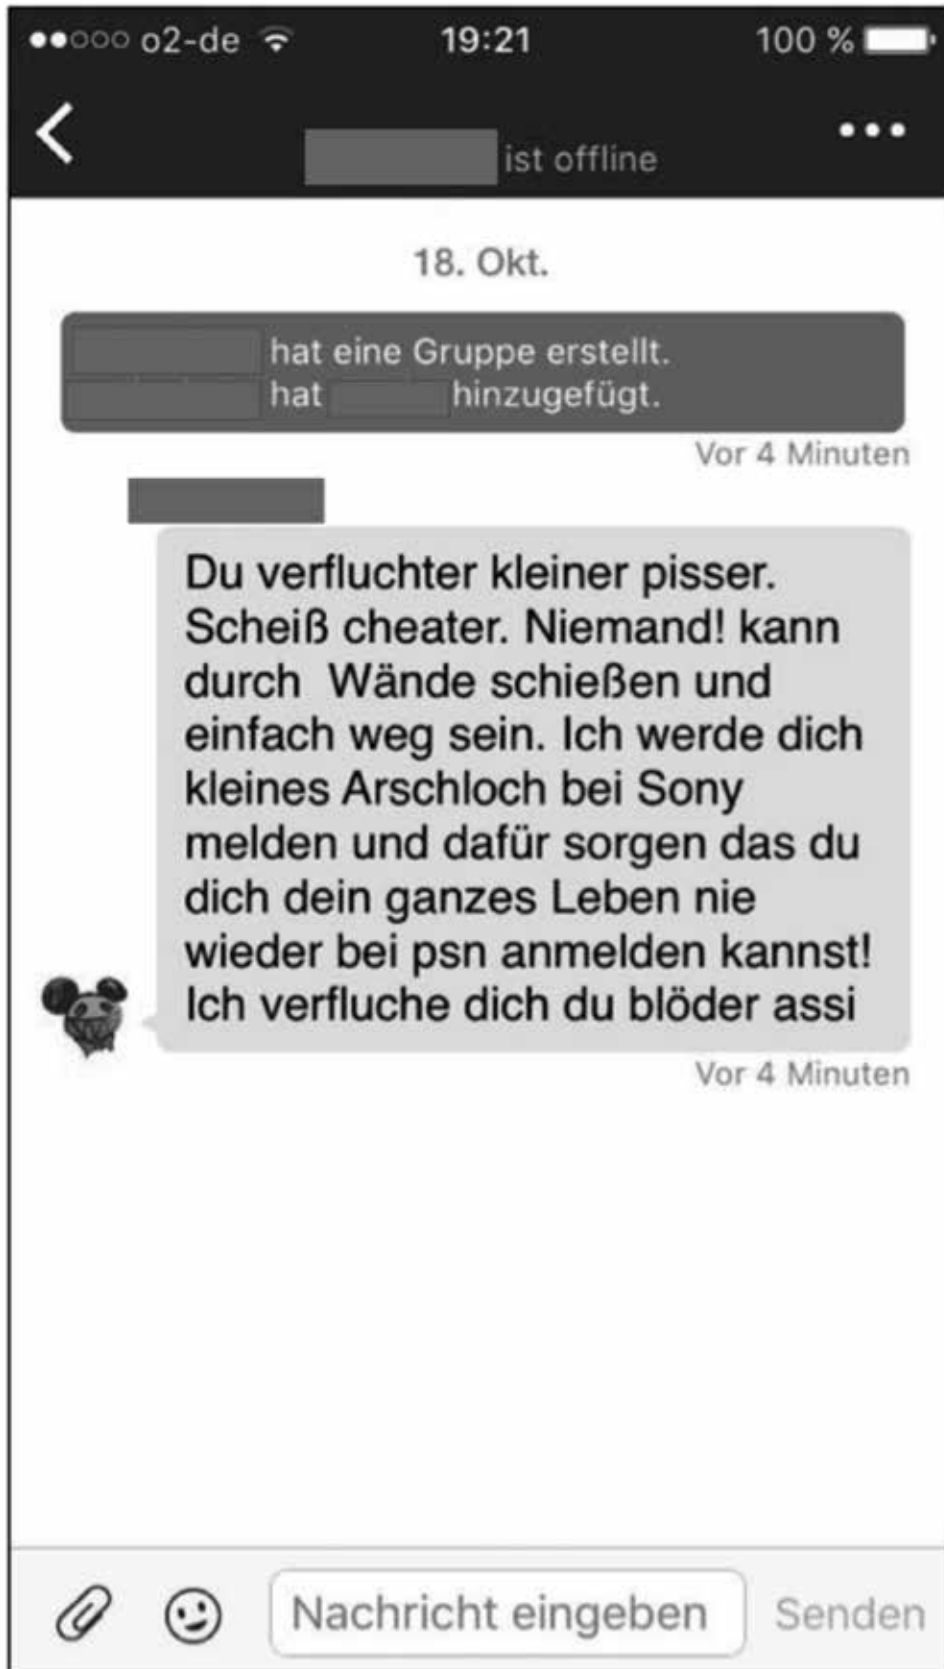 o2-de 19:21 100 %
ist offline
18. Okt.
hat eine Gruppe erstellt.
hat hinzugefügt.
Vor 4 Minuten
Du verfluchter kleiner pisser.
Scheiß cheater. Niemand! kann
durch  Wände schießen und
einfach weg sein. Ich werde dich
kleines Arschloch bei Sony
melden und dafür sorgen das du
dich dein ganzes Leben nie
wieder bei psn anmelden kannst!
Ich verfluche dich du blöder assi
Vor 4 Minuten
Nachricht eingeben Senden